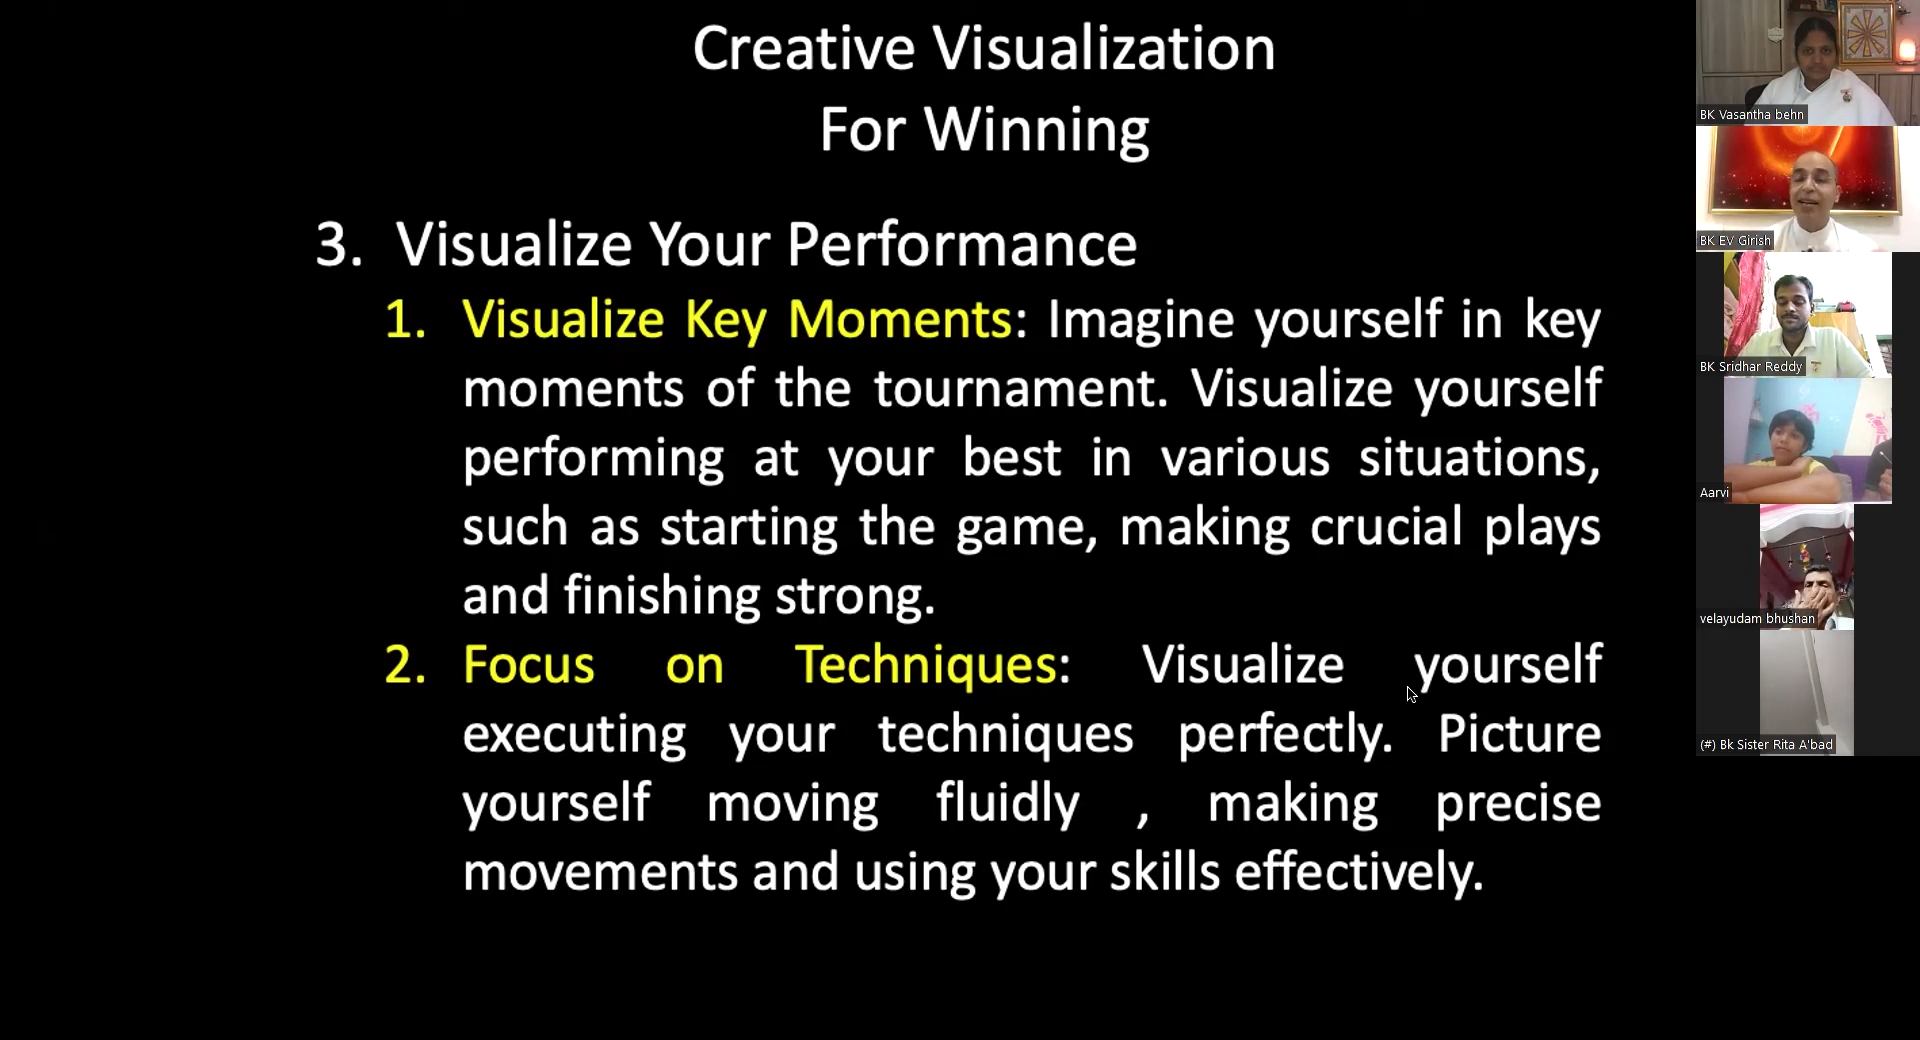 Creative Visualization
For Winning
3. Visualize Your Performance
1. Visualize Key Moments: Imagine yourself in key
moments of the tournament. Visualize yourself
performing at your best in various situations,
such as starting the game, making crucial plays
and finishing strong.
2. Focus on Techniques: Visualize yourself
executing your techniques perfectly. Picture
yourself moving fluidly , making precise
movements and using your skills effectively.
BK Vasantha behn
BK EV Girish
BK Sridhar Reddy
Aarvi
velayudam bhushan
(#) Bk Sister Rita A'bad